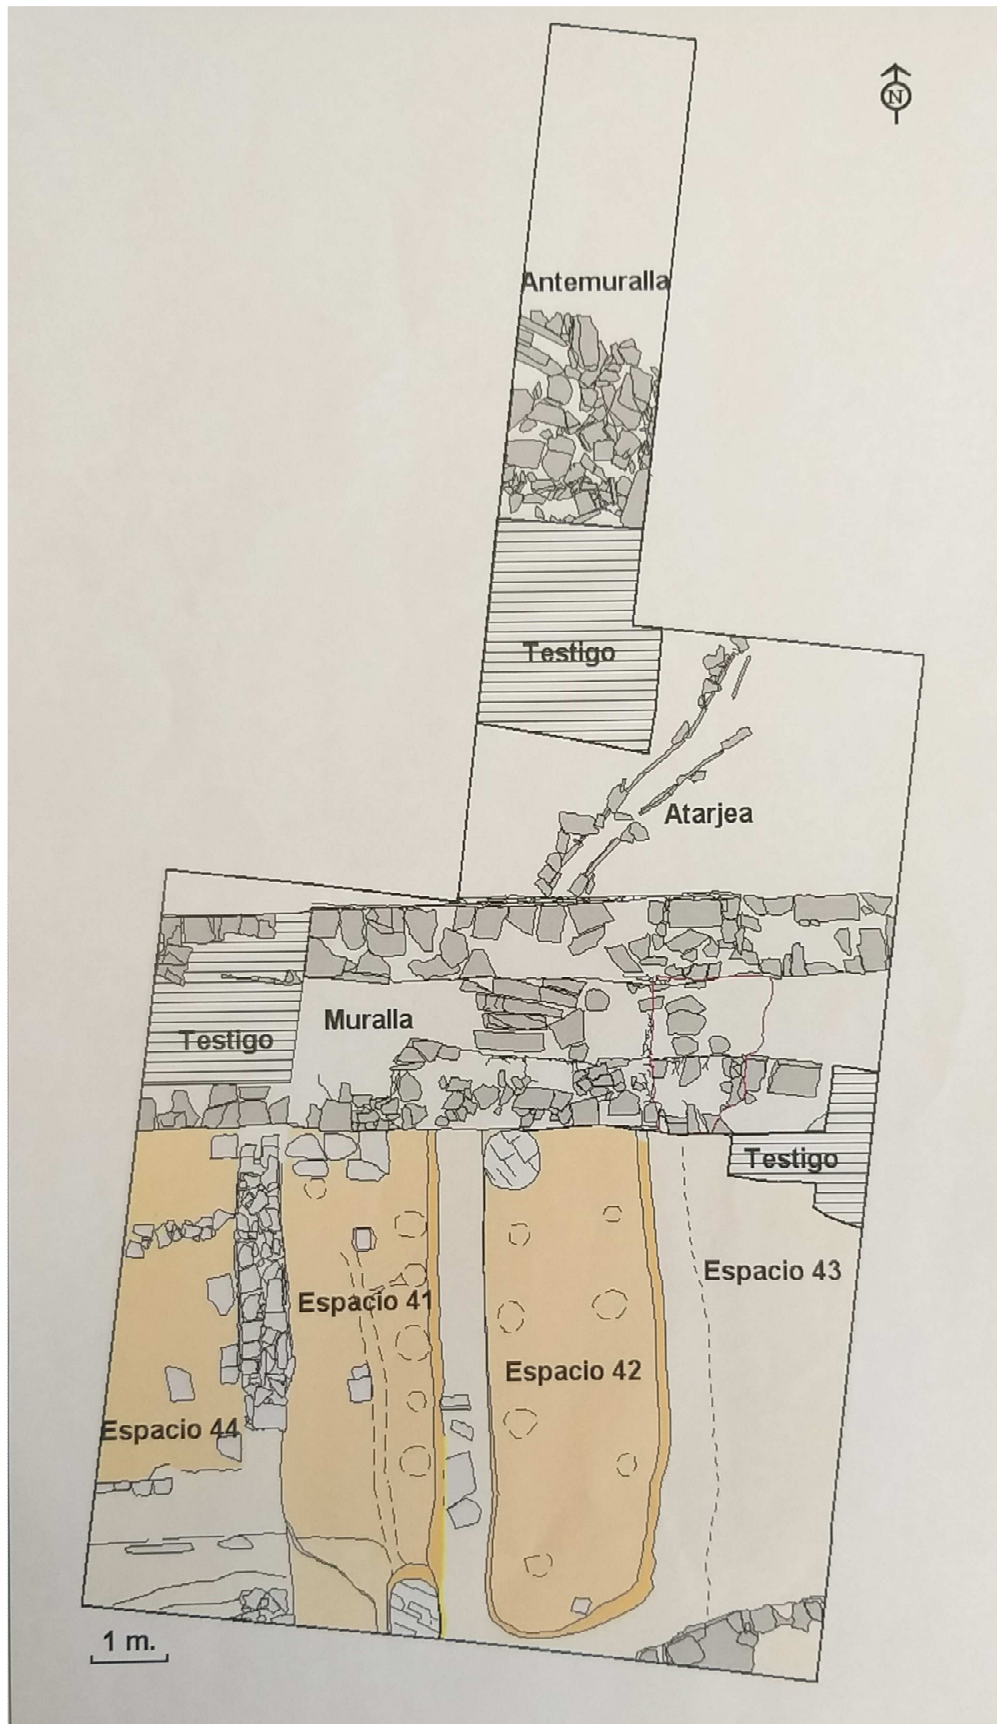 N
Antemuralla
Testigo
Atarjea
Muralla
Testigo
Testigo
Espacio 43
Espacio 41
Espacio 42
Espacio 44
1 m.